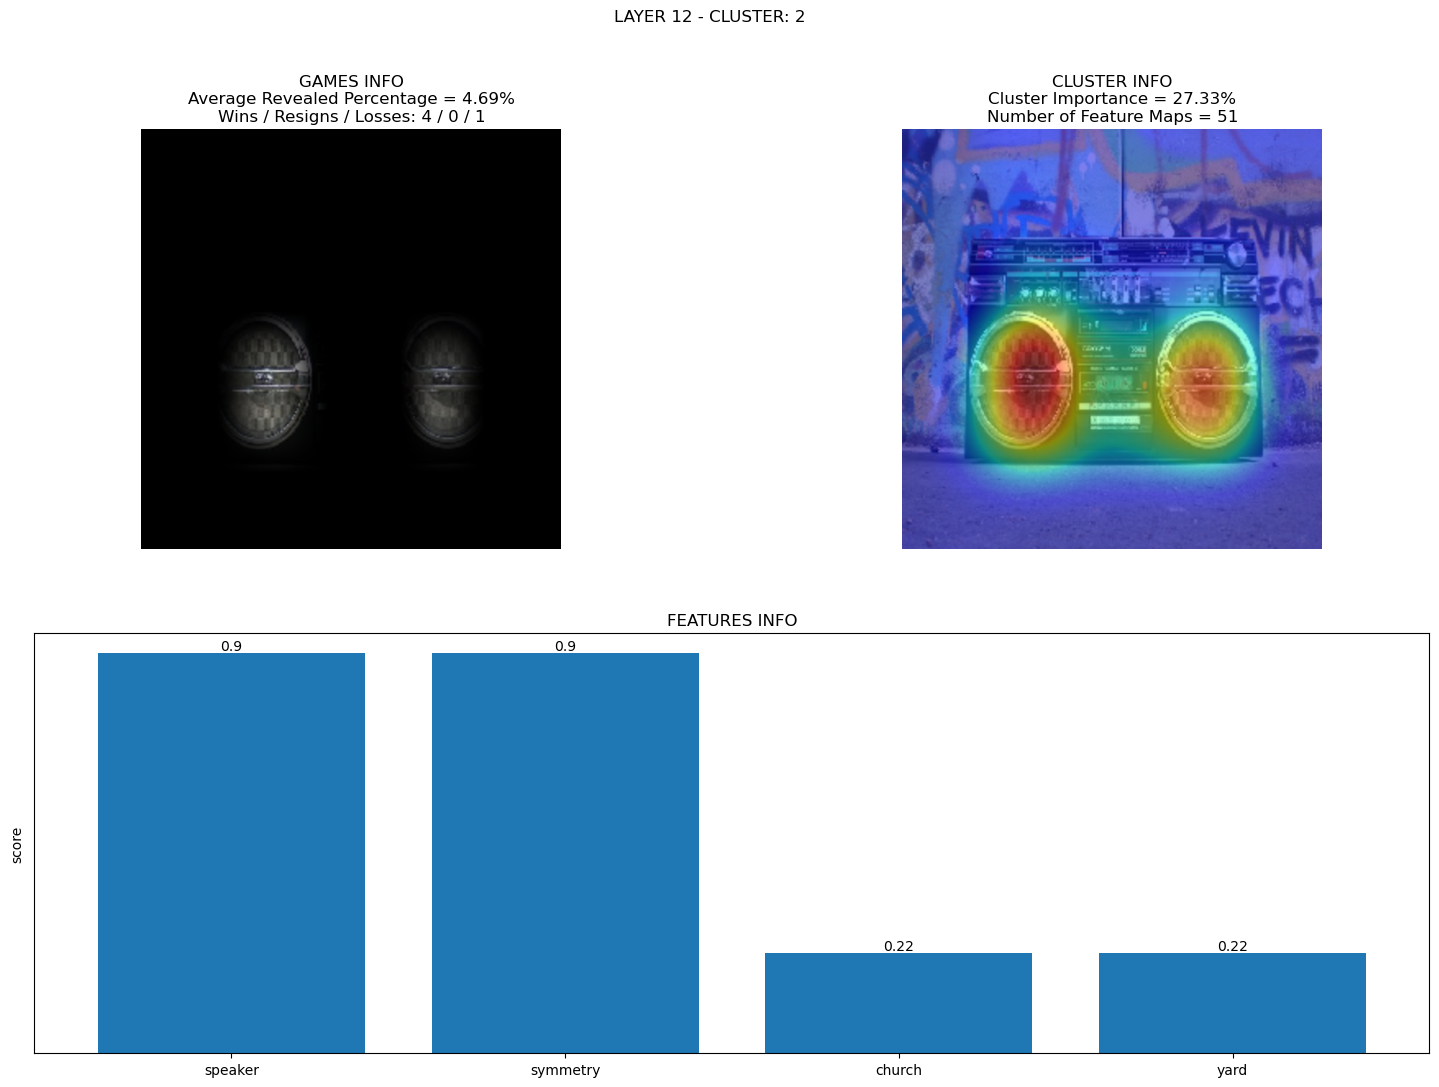 LAYER 12 - CLUSTER: 2
GAMES INFO
Average Revealed Percentage = 4.69%
Wins / Resigns / Losses: 4 / 0 / 1
CLUSTER INFO
Cluster Importance = 27.33%
Number of Feature Maps = 51
EVIN
ECH
FEATURES INFO
score
0.9
0.9
0.22
0.22
speaker
symmetry
church
yard